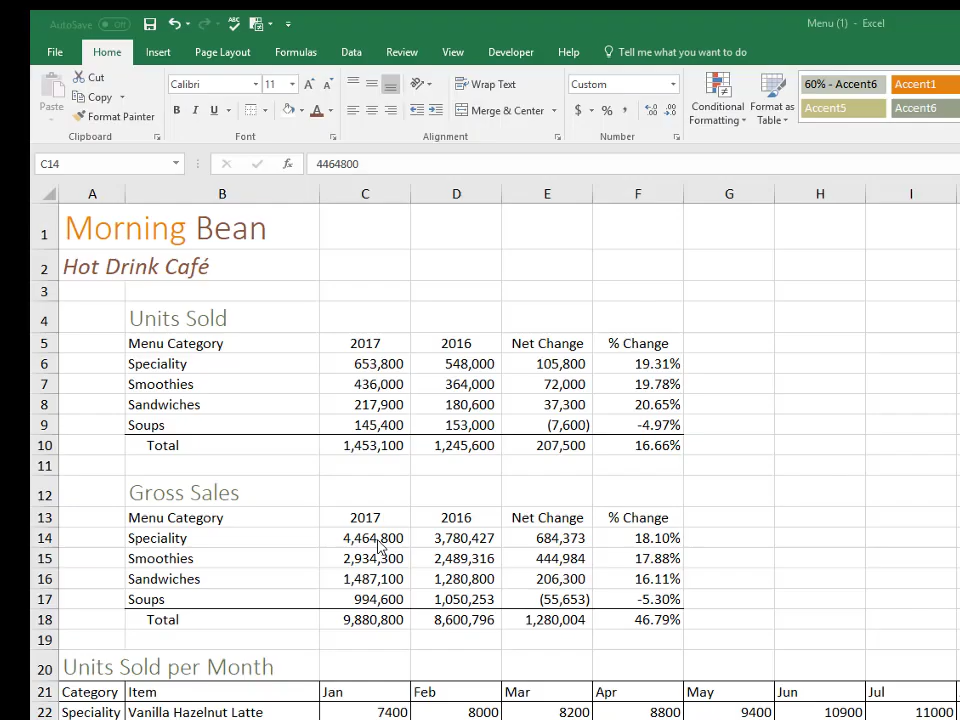 AutoSave Off Menu (1) - Excel
File Home Insert Page Layout Formulas Data Review View Developer Help Tell me what you want to do
Cut Calibri 11 Wrap Text Custom 60% - Accent6 Accent1
Paste Copy Format Painter B I U Merge & Center $ % , Conditional Formatting Format as Table Accent5 Accent6
Clipboard Font Alignment Number
C14 fx 4464800
A B C D E F G H I
1 Morning Bean
2 Hot Drink Café
3
4 Units Sold
5 Menu Category 2017 2016 Net Change % Change
6 Speciality 653,800 548,000 105,800 19.31%
7 Smoothies 436,000 364,000 72,000 19.78%
8 Sandwiches 217,900 180,600 37,300 20.65%
9 Soups 145,400 153,000 (7,600) -4.97%
10 Total 1,453,100 1,245,600 207,500 16.66%
11
12 Gross Sales
13 Menu Category 2017 2016 Net Change % Change
14 Speciality 4,464,800 3,780,427 684,373 18.10%
15 Smoothies 2,934,300 2,489,316 444,984 17.88%
16 Sandwiches 1,487,100 1,280,800 206,300 16.11%
17 Soups 994,600 1,050,253 (55,653) -5.30%
18 Total 9,880,800 8,600,796 1,280,004 46.79%
19
20 Units Sold per Month
21 Category Item Jan Feb Mar Apr May Jun Jul
22 Speciality Vanilla Hazelnut Latte 7400 8000 8200 8800 9400 10900 11000